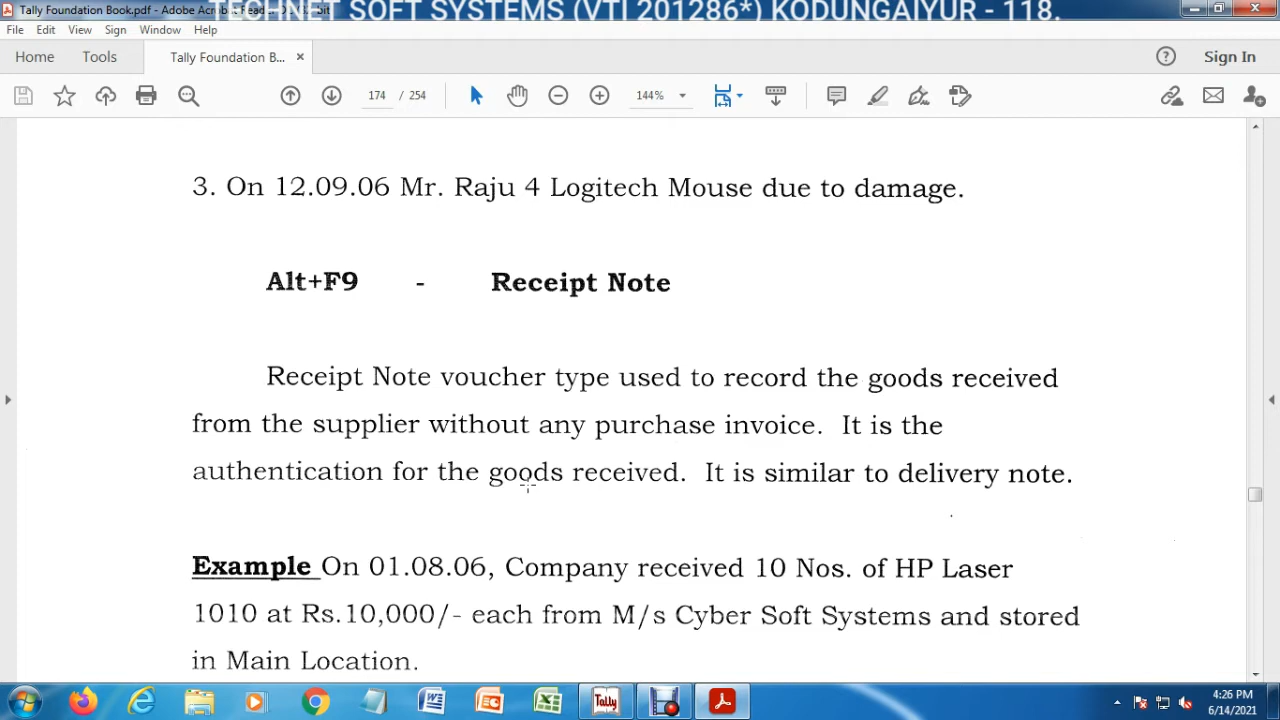 Tally Foundation Book.pdf - Adobe Acrobat Reader DC (32-bit
NET SOFT SYSTEMS (VTI 201286*) KODUNGAIYUR - 118.
File Edit View Sign Window Help
Home Tools Tally Foundation B... × ? Sign In
174 / 254 144%
3. On 12.09.06 Mr. Raju 4 Logitech Mouse due to damage.
Alt+F9 - Receipt Note
Receipt Note voucher type used to record the goods received
from the supplier without any purchase invoice. It is the
authentication for the goods received. It is similar to delivery note.
Example On 01.08.06, Company received 10 Nos. of HP Laser
1010 at Rs.10,000/- each from M/s Cyber Soft Systems and stored
in Main Location.
Tally
4:26 PM
6/14/2021